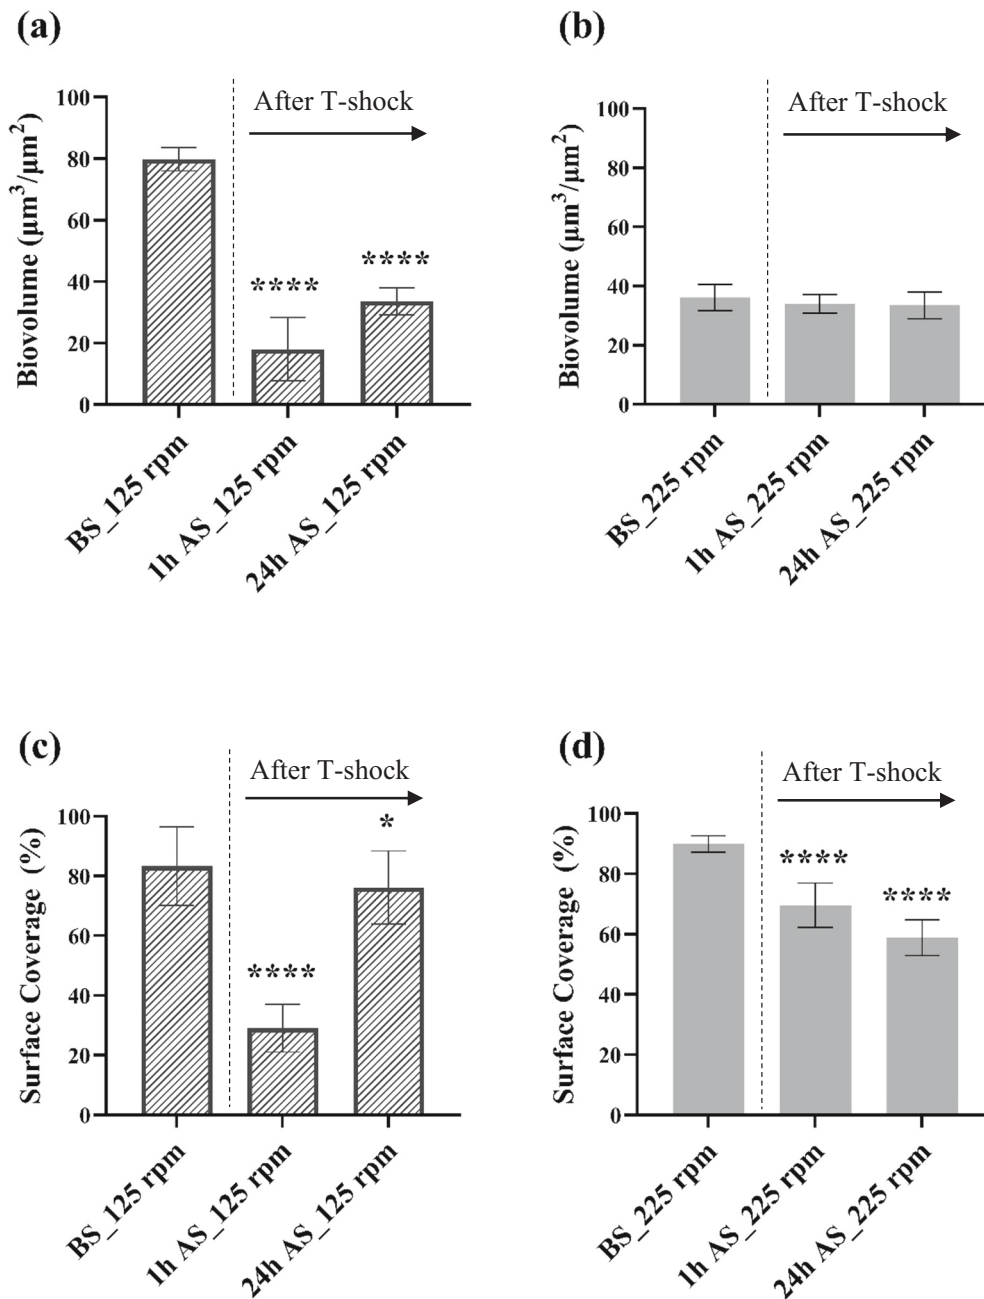 (a)
After T-shock
Biovolume (µm³/µm²)
100
80
60
40
20
0
****
****
BS_125 rpm
1h AS_125 rpm
24h AS_125 rpm
(b)
After T-shock
Biovolume (µm³/µm²)
100
80
60
40
20
0
BS_225 rpm
1h AS_225 rpm
24h AS_225 rpm
(c)
After T-shock
Surface Coverage (%)
100
80
60
40
20
0
****
*
BS_125 rpm
1h AS_125 rpm
24h AS_125 rpm
(d)
After T-shock
Surface Coverage (%)
100
80
60
40
20
0
****
****
BS_225 rpm
1h AS_225 rpm
24h AS_225 rpm